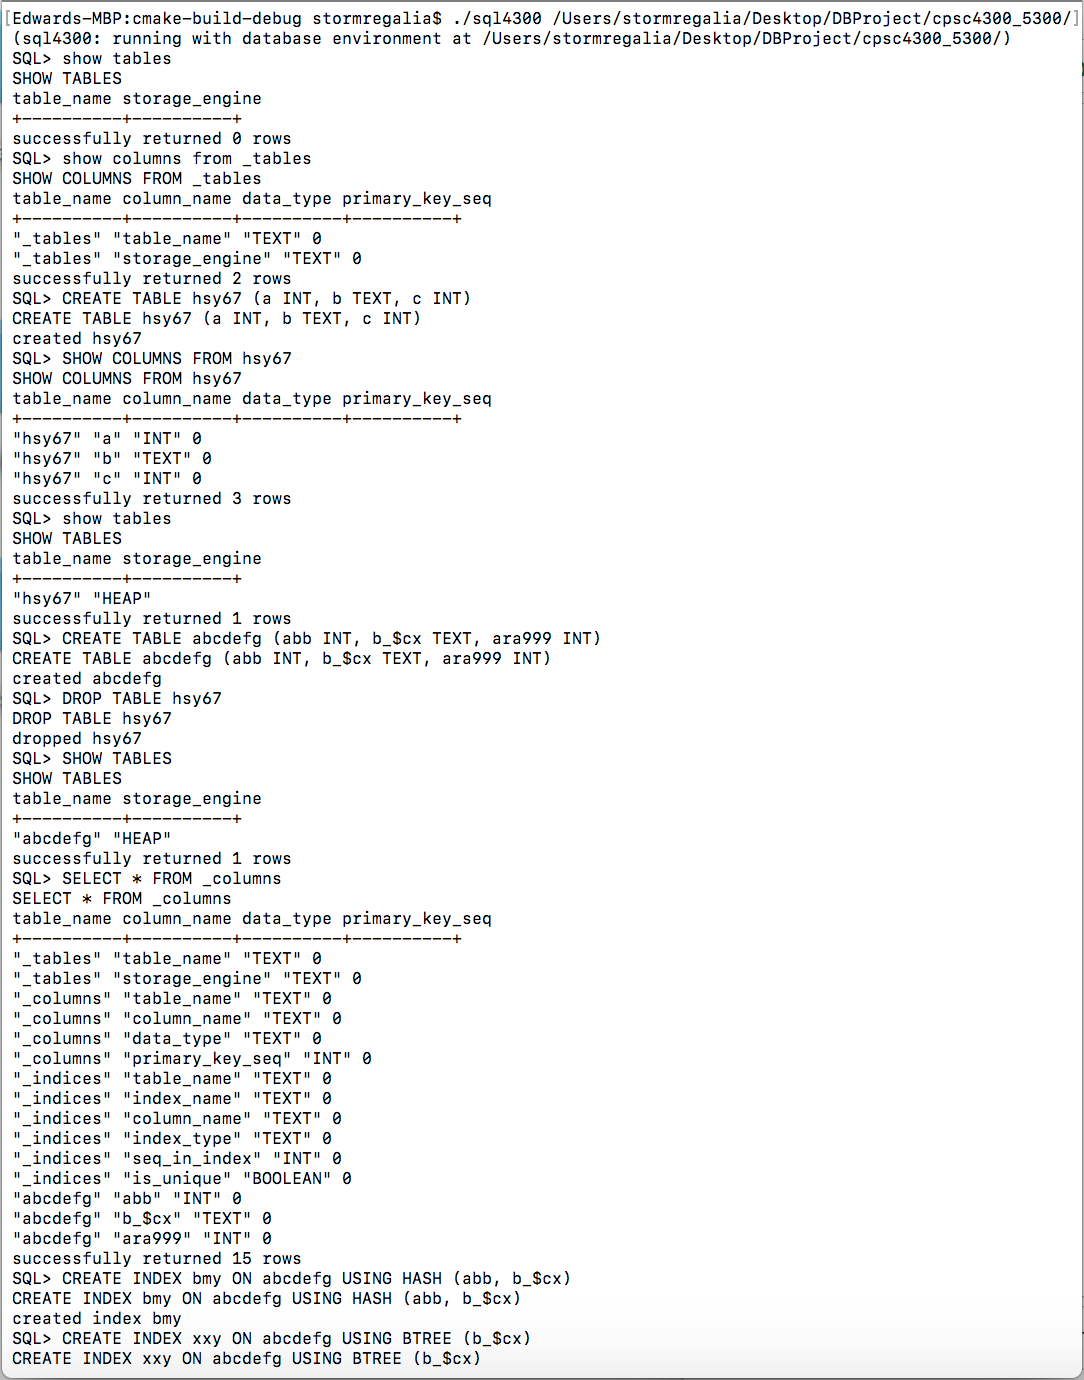 [Edwards-MBP:cmake-build-debug stormregalia$ ./sql4300 /Users/stormregalia/Desktop/DBProject/cpsc4300_5300/]
(sql4300: running with database environment at /Users/stormregalia/Desktop/DBProject/cpsc4300_5300/)
SQL> show tables
SHOW TABLES
table_name storage_engine
+----------+----------+
successfully returned 0 rows
SQL> show columns from _tables
SHOW COLUMNS FROM _tables
table_name column_name data_type primary_key_seq
+----------+----------+----------+----------+
"_tables" "table_name" "TEXT" 0
"_tables" "storage_engine" "TEXT" 0
successfully returned 2 rows
SQL> CREATE TABLE hsy67 (a INT, b TEXT, c INT)
CREATE TABLE hsy67 (a INT, b TEXT, c INT)
created hsy67
SQL> SHOW COLUMNS FROM hsy67
SHOW COLUMNS FROM hsy67
table_name column_name data_type primary_key_seq
+----------+----------+----------+----------+
"hsy67" "a" "INT" 0
"hsy67" "b" "TEXT" 0
"hsy67" "c" "INT" 0
successfully returned 3 rows
SQL> show tables
SHOW TABLES
table_name storage_engine
+----------+----------+
"hsy67" "HEAP"
successfully returned 1 rows
SQL> CREATE TABLE abcdefg (abb INT, b_$cx TEXT, ara999 INT)
CREATE TABLE abcdefg (abb INT, b_$cx TEXT, ara999 INT)
created abcdefg
SQL> DROP TABLE hsy67
DROP TABLE hsy67
dropped hsy67
SQL> SHOW TABLES
SHOW TABLES
table_name storage_engine
+----------+----------+
"abcdefg" "HEAP"
successfully returned 1 rows
SQL> SELECT * FROM _columns
SELECT * FROM _columns
table_name column_name data_type primary_key_seq
+----------+----------+----------+----------+
"_tables" "table_name" "TEXT" 0
"_tables" "storage_engine" "TEXT" 0
"_columns" "table_name" "TEXT" 0
"_columns" "column_name" "TEXT" 0
"_columns" "data_type" "TEXT" 0
"_columns" "primary_key_seq" "INT" 0
"_indices" "table_name" "TEXT" 0
"_indices" "index_name" "TEXT" 0
"_indices" "column_name" "TEXT" 0
"_indices" "index_type" "TEXT" 0
"_indices" "seq_in_index" "INT" 0
"_indices" "is_unique" "BOOLEAN" 0
"abcdefg" "abb" "INT" 0
"abcdefg" "b_$cx" "TEXT" 0
"abcdefg" "ara999" "INT" 0
successfully returned 15 rows
SQL> CREATE INDEX bmy ON abcdefg USING HASH (abb, b_$cx)
CREATE INDEX bmy ON abcdefg USING HASH (abb, b_$cx)
created index bmy
SQL> CREATE INDEX xxy ON abcdefg USING BTREE (b_$cx)
CREATE INDEX xxy ON abcdefg USING BTREE (b_$cx)